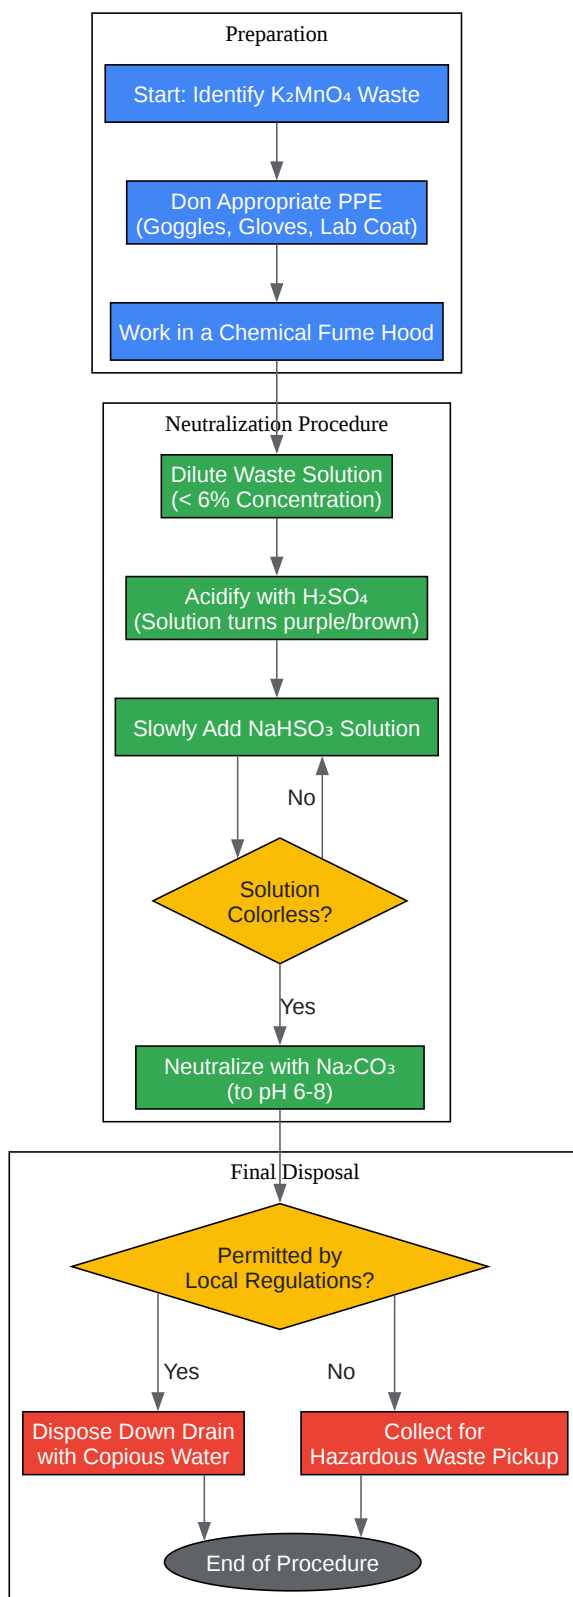 Preparation
Start: Identify K₂MnO₄ Waste
Don Appropriate PPE
(Goggles, Gloves, Lab Coat)
Work in a Chemical Fume Hood
Neutralization Procedure
Dilute Waste Solution
(< 6% Concentration)
Acidify with H₂SO₄
(Solution turns purple/brown)
Slowly Add NaHSO₃ Solution
No
Solution
Colorless?
Yes
Neutralize with Na₂CO₃
(to pH 6-8)
Final Disposal
Permitted by
Local Regulations?
Yes
No
Dispose Down Drain
with Copious Water
Collect for
Hazardous Waste Pickup
End of Procedure